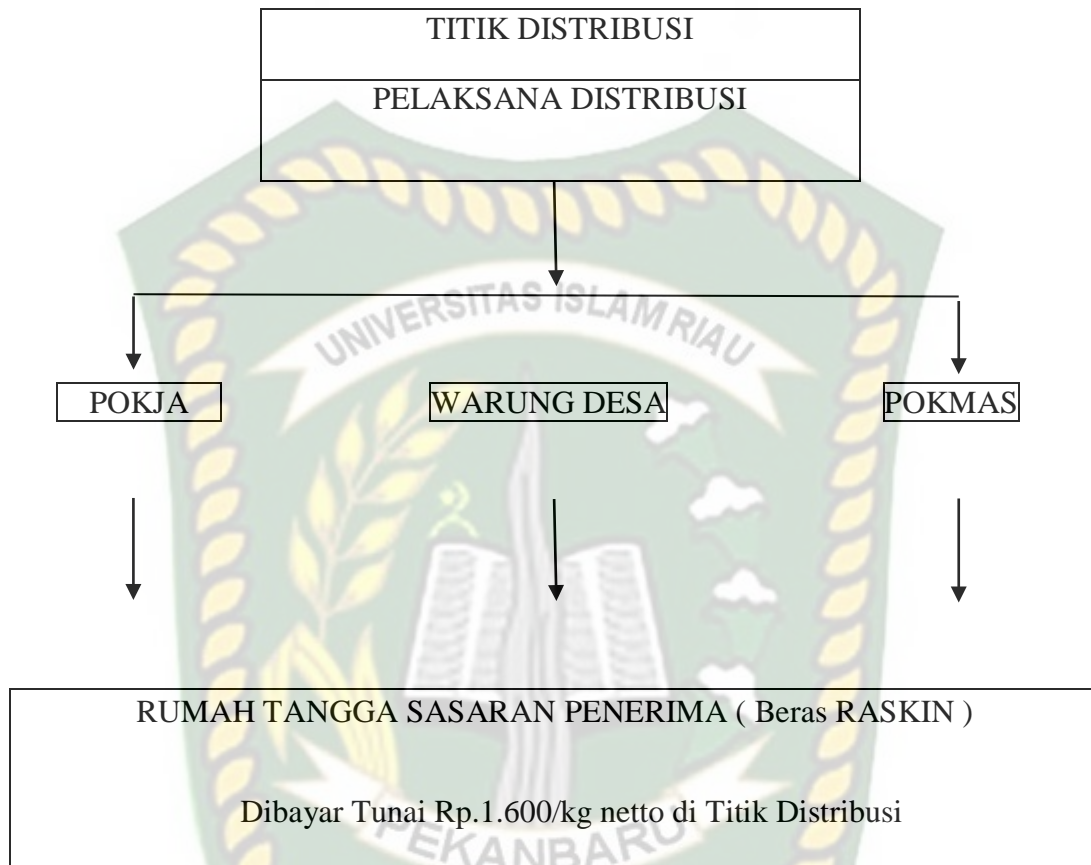 TITIK DISTRIBUSI
PELAKSANA DISTRIBUSI
UNIVERSITAS ISLAM RIAU
POKJA
WARUNG DESA
POKMAS
RUMAH TANGGA SASARAN PENERIMA ( Beras RASKIN )
Dibayar Tunai Rp.1.600/kg netto di Titik Distribusi
PEKANBARU